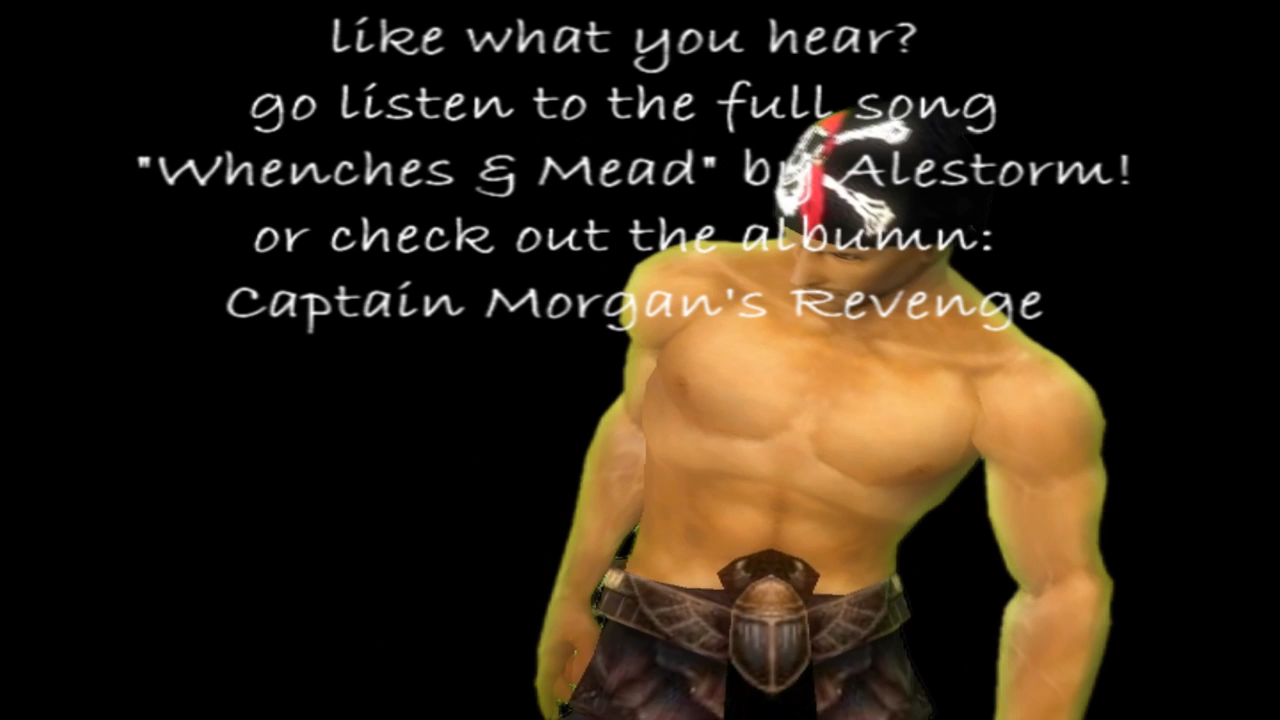 like what you hear?
go listen to the full song
"Whenches & Mead" by Alestorm!
or check out the albumn:
Captain Morgan's Revenge